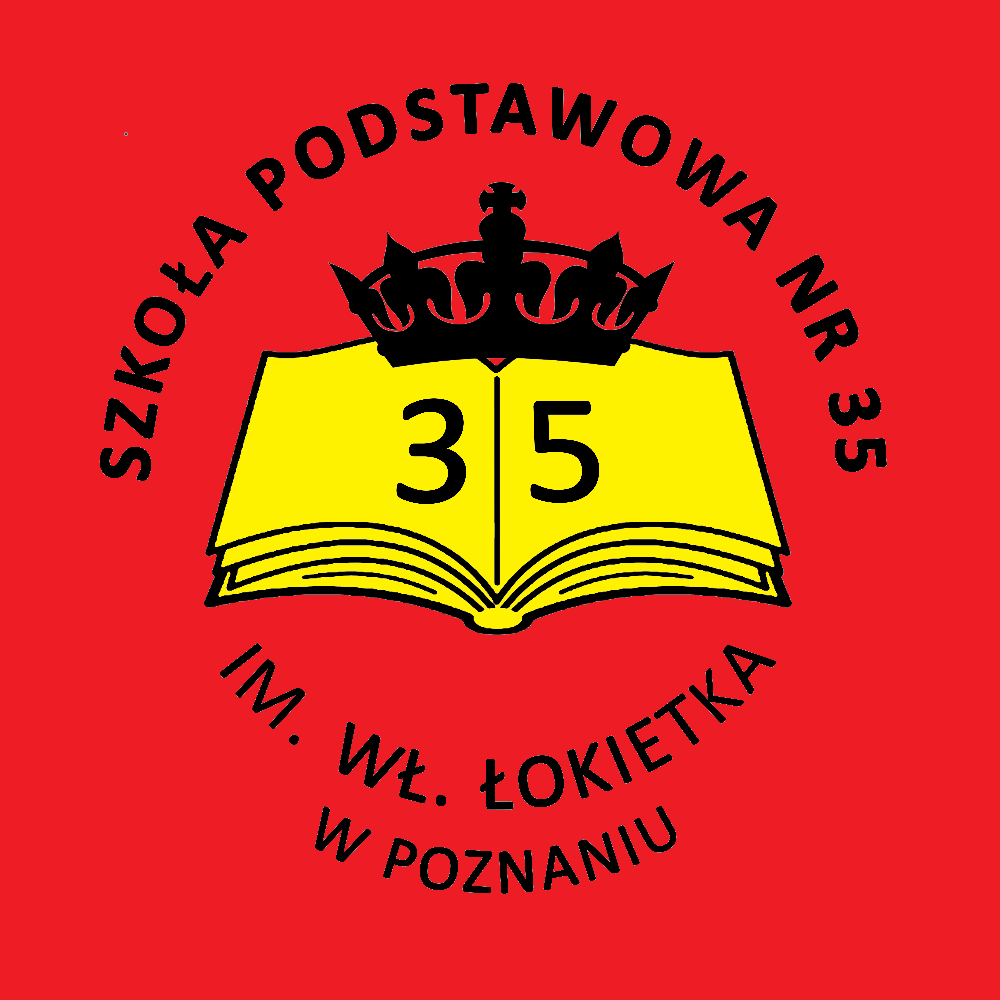 SZKOŁA PODSTAWOWA NR 35
35
IM. WŁ. ŁOKIETKA
W POZNANIU